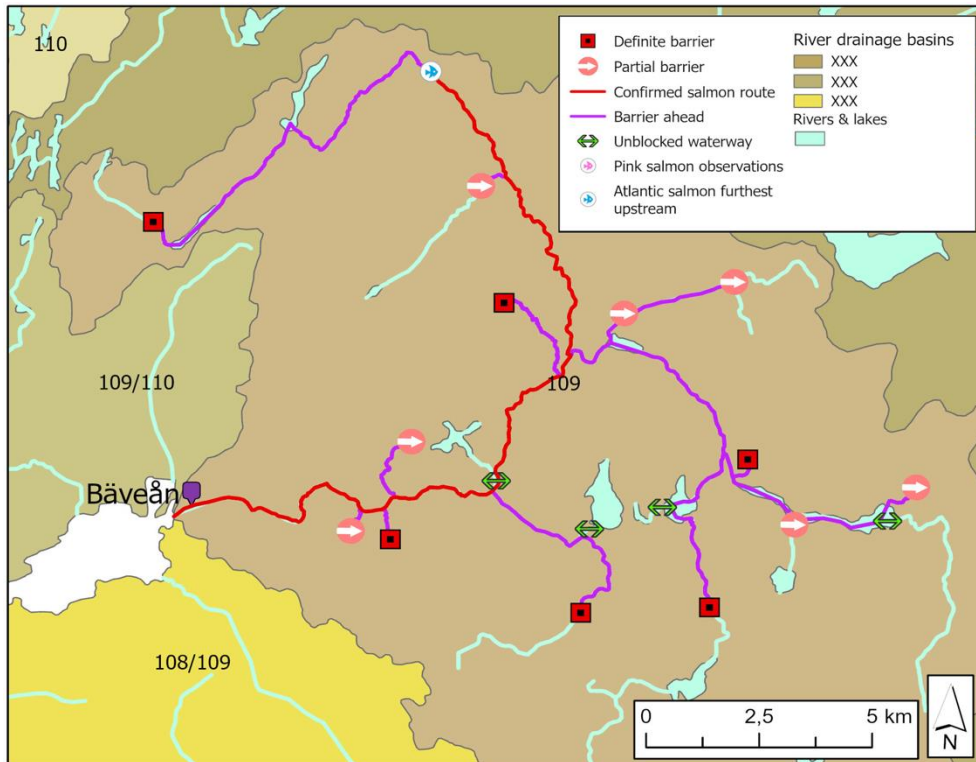 110
Definite barrier
Partial barrier
Confirmed salmon route
Barrier ahead
Unblocked waterway
Pink salmon observations
Atlantic salmon furthest
upstream
River drainage basins
XXX
XXX
XXX
Rivers & lakes
109/110
109
Bäveån
108/109
0 2,5 5 km
N